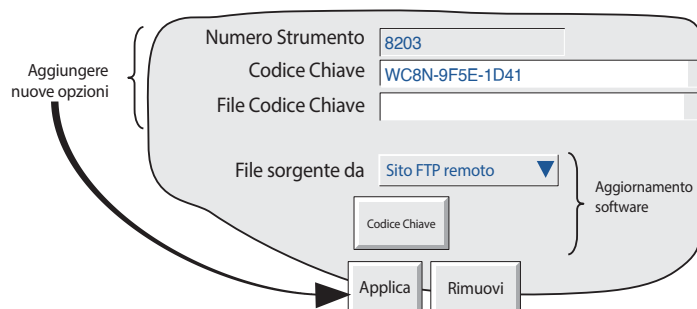 Numero Strumento 8203
Aggiungere
nuove opzioni
Codice Chiave WC8N-9F5E-1D41
File Codice Chiave
File sorgente da Sito FTP remoto
Aggiornamento
software
Codice Chiave
Applica Rimuovi